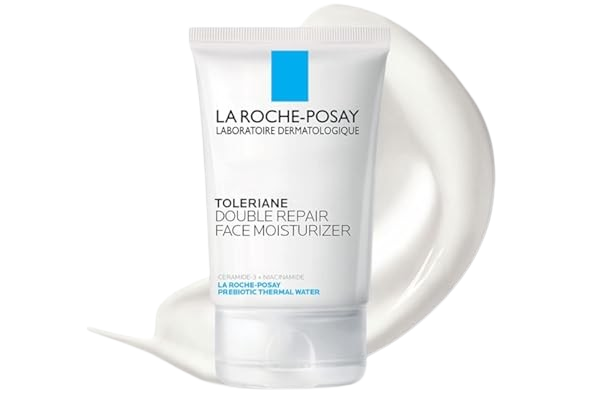 LA ROCHE-POSAY
LABORATOIRE DERMATOLOGIQUE
TOLERIANE
DOUBLE REPAIR
FACE MOISTURIZER
CERAMIDE-3 + NIACINAMIDE
LA ROCHE-POSAY
PREBIOTIC THERMAL WATER